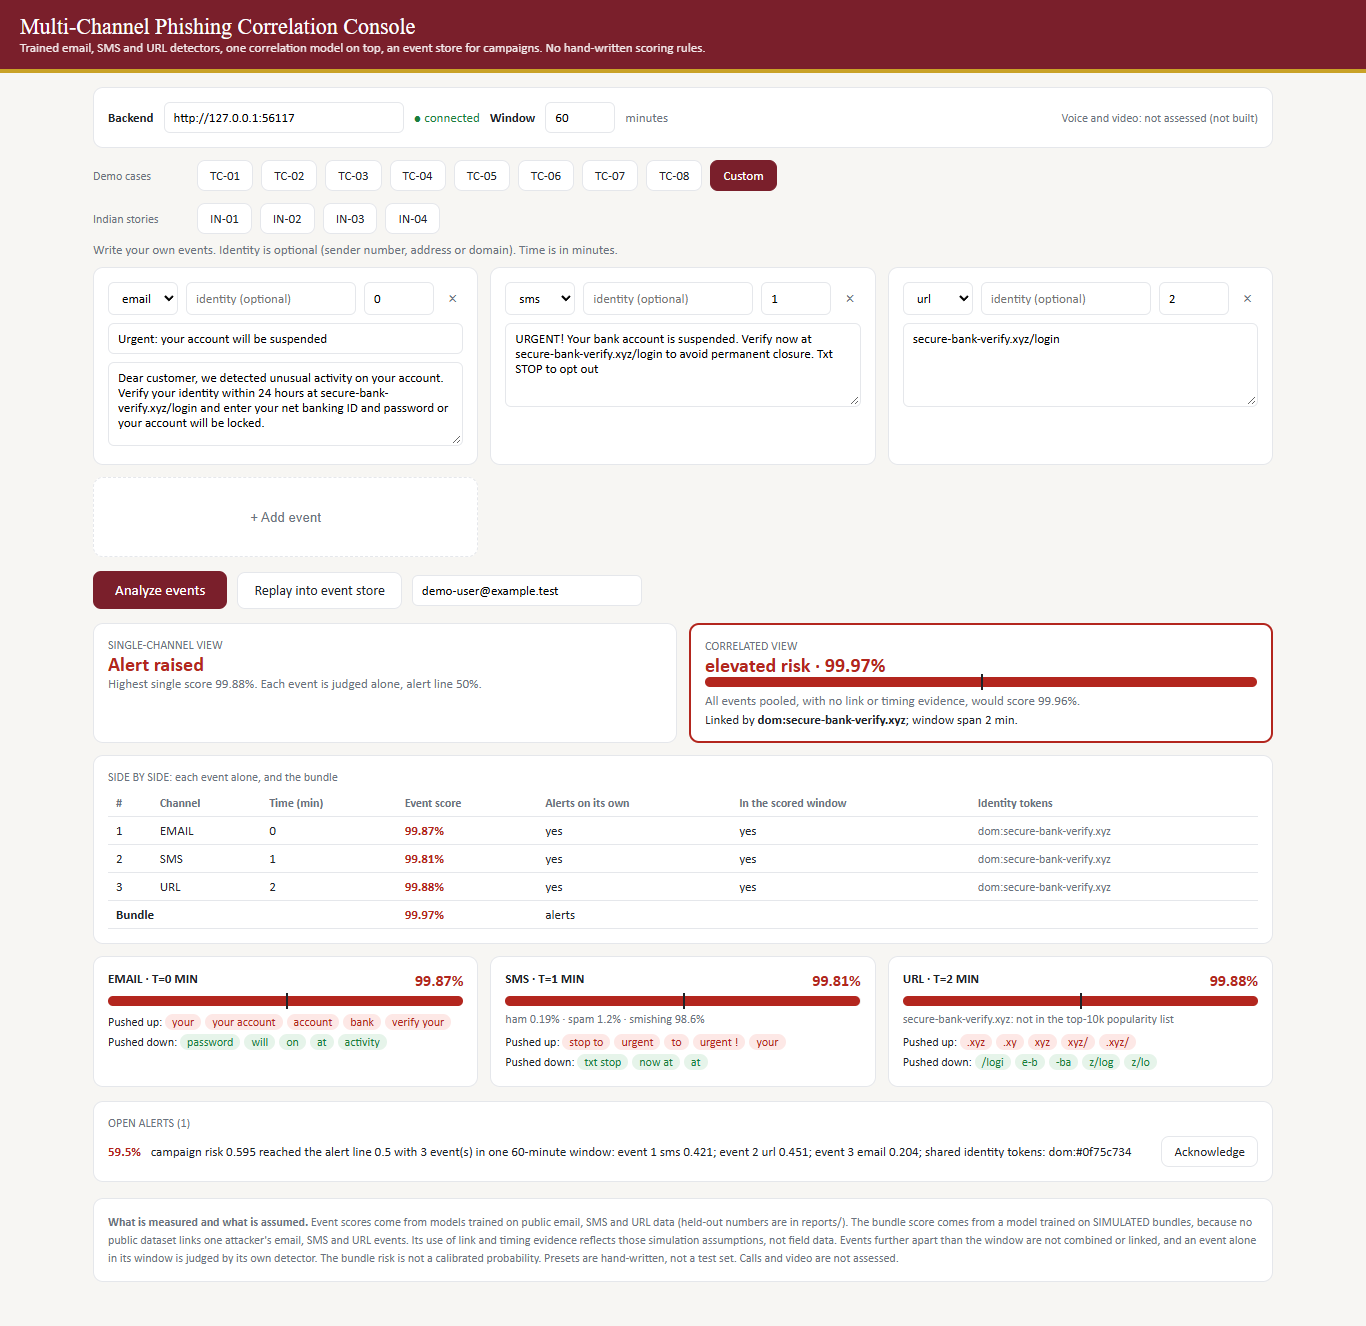 Multi-Channel Phishing Correlation Console
Trained email, SMS and URL detectors, one correlation model on top, an event store for campaigns. No hand-written scoring rules.
Backend http://127.0.0.1:56117 ● connected Window 60 minutes Voice and video: not assessed (not built)
Demo cases TC-01 TC-02 TC-03 TC-04 TC-05 TC-06 TC-07 TC-08 Custom
Indian stories IN-01 IN-02 IN-03 IN-04
Write your own events. Identity is optional (sender number, address or domain). Time is in minutes.
email identity (optional) 0 ×
Urgent: your account will be suspended
Dear customer, we detected unusual activity on your account.
Verify your identity within 24 hours at secure-bank-
verify.xyz/login and enter your net banking ID and password or
your account will be locked.
sms identity (optional) 1 ×
URGENT! Your bank account is suspended. Verify now at
secure-bank-verify.xyz/login to avoid permanent closure. Txt
STOP to opt out
url identity (optional) 2 ×
secure-bank-verify.xyz/login
+ Add event
Analyze events Replay into event store demo-user@example.test
SINGLE-CHANNEL VIEW
Alert raised
Highest single score 99.88%. Each event is judged alone, alert line 50%.
CORRELATED VIEW
elevated risk · 99.97%
All events pooled, with no link or timing evidence, would score 99.96%.
Linked by dom:secure-bank-verify.xyz; window span 2 min.
SIDE BY SIDE: each event alone, and the bundle
# Channel Time (min) Event score Alerts on its own In the scored window Identity tokens
1 EMAIL 0 99.87% yes yes dom:secure-bank-verify.xyz
2 SMS 1 99.81% yes yes dom:secure-bank-verify.xyz
3 URL 2 99.88% yes yes dom:secure-bank-verify.xyz
Bundle 99.97% alerts
EMAIL · T=0 MIN 99.87%
Pushed up: your your account account bank verify your
Pushed down: password will on at activity
SMS · T=1 MIN 99.81%
ham 0.19% · spam 1.2% · smishing 98.6%
Pushed up: stop to urgent to urgent ! your
Pushed down: txt stop now at at
URL · T=2 MIN 99.88%
secure-bank-verify.xyz: not in the top-10k popularity list
Pushed up: .xyz .xy xyz xyz/ .xyz/
Pushed down: /logi e-b -ba z/log z/lo
OPEN ALERTS (1)
59.5% campaign risk 0.595 reached the alert line 0.5 with 3 event(s) in one 60-minute window: event 1 sms 0.421; event 2 url 0.451; event 3 email 0.204; shared identity tokens: dom:#0f75c734 Acknowledge
What is measured and what is assumed. Event scores come from models trained on public email, SMS and URL data (held-out numbers are in reports/). The bundle score comes from a model trained on SIMULATED bundles, because no
public dataset links one attacker's email, SMS and URL events. Its use of link and timing evidence reflects those simulation assumptions, not field data. Events further apart than the window are not combined or linked, and an event alone
in its window is judged by its own detector. The bundle risk is not a calibrated probability. Presets are hand-written, not a test set. Calls and video are not assessed.